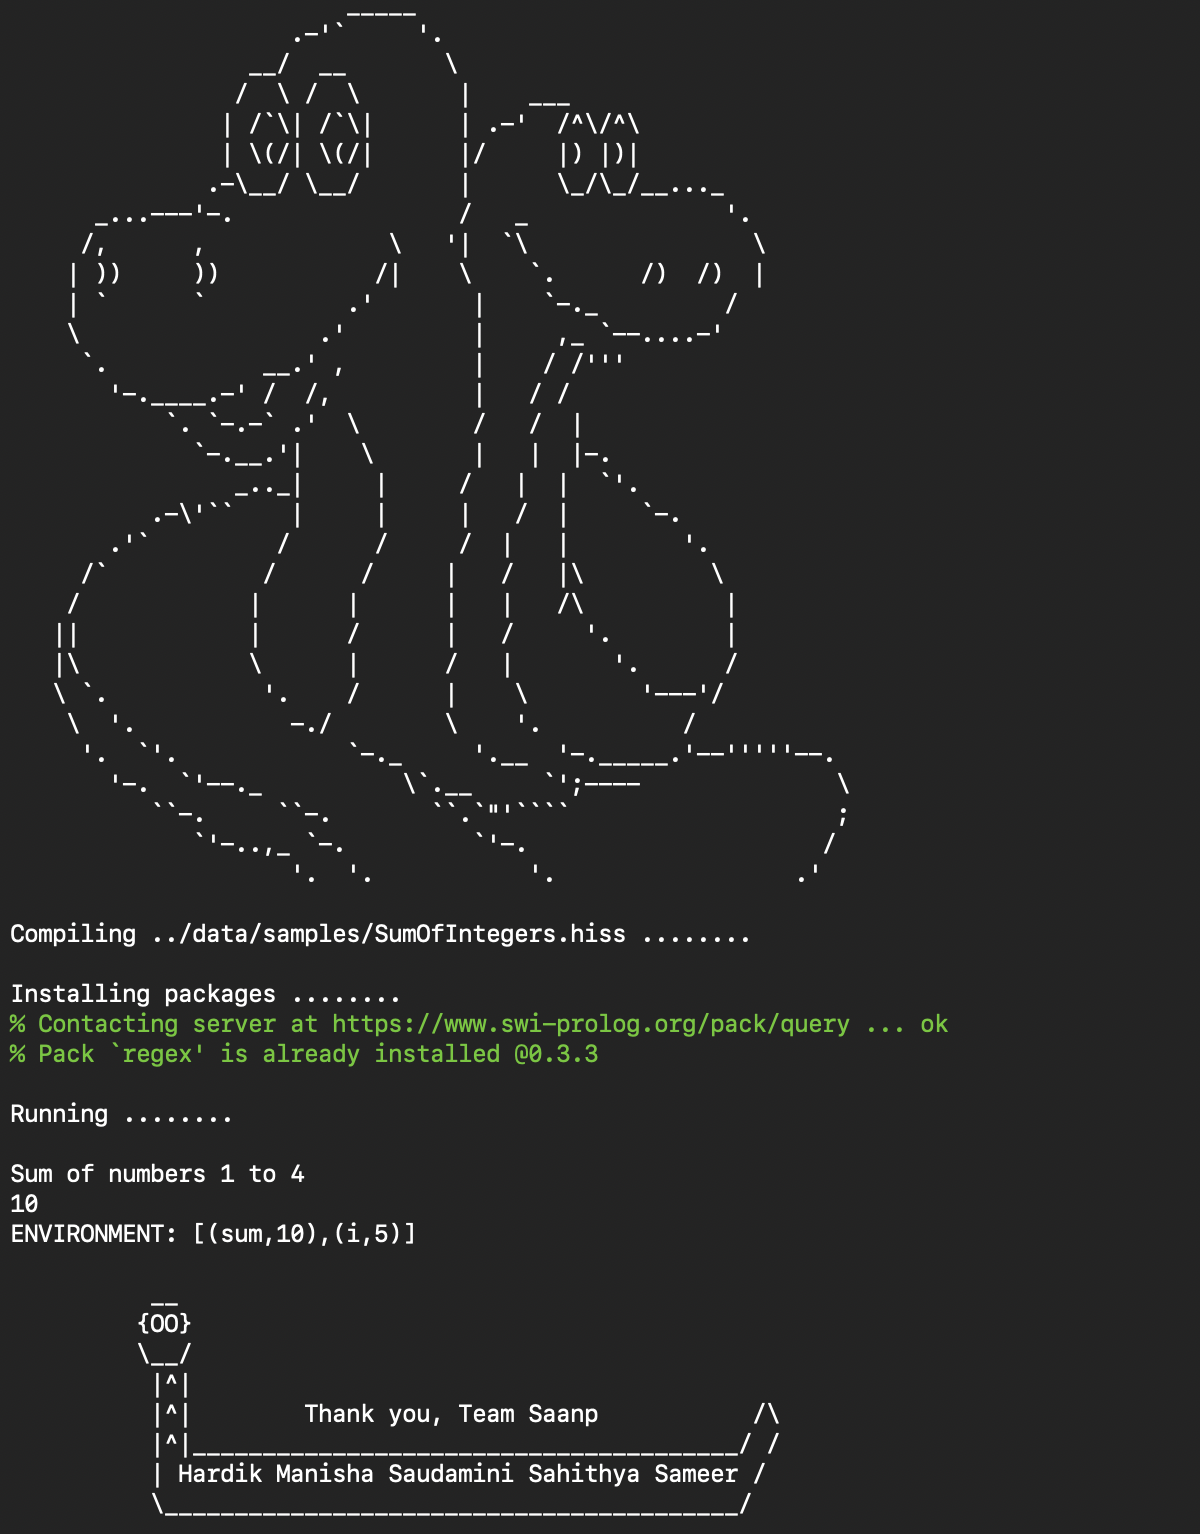 Compiling ../data/samples/SumOfIntegers.hiss ........
Installing packages ........
% Contacting server at https://www.swi-prolog.org/pack/query ... ok
% Pack `regex' is already installed @0.3.3
Running ........
Sum of numbers 1 to 4
10
ENVIRONMENT: [(sum,10),(i,5)]
Thank you, Team Saanp
Hardik Manisha Saudamini Sahithya Sameer